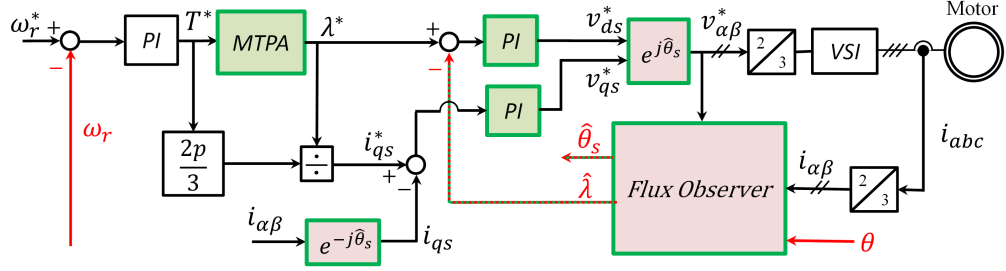 ω_r^* + − PI T^* MTPA λ^* + − PI v_ds^* e^{jθ̂_s} v_αβ^* 2/3 VSI Motor
v_qs^*
PI
ω_r
2p/3
÷
i_qs^* + −
θ̂_s
λ̂
Flux Observer
i_αβ
2/3
i_abc
i_αβ
e^{-jθ̂_s}
i_qs
θ